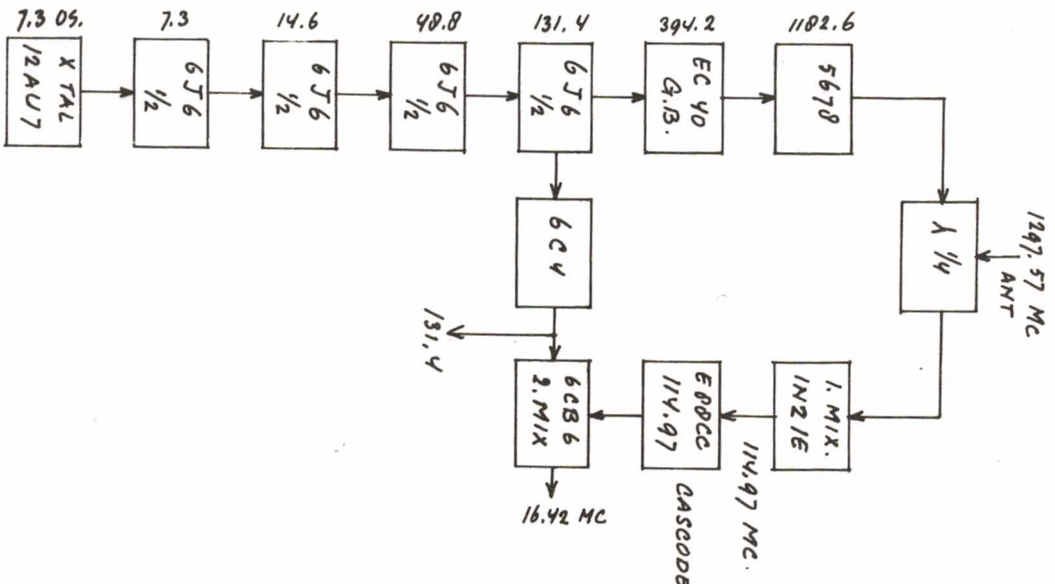 7.3 OS.
7.3
14.6
48.8
131.4
394.2
1182.6
X TAL
12AU7
6J6
1/2
6J6
1/2
6J6
1/2
6J6
1/2
EC 40
G.B.
5678
6C4
λ 1/4
1297.57 MC
ANT
131,4
6CB6
2. MIX
E88CC
114.97
1. MIX.
1N21E
114.97 MC.
CASCODE
16.42 MC